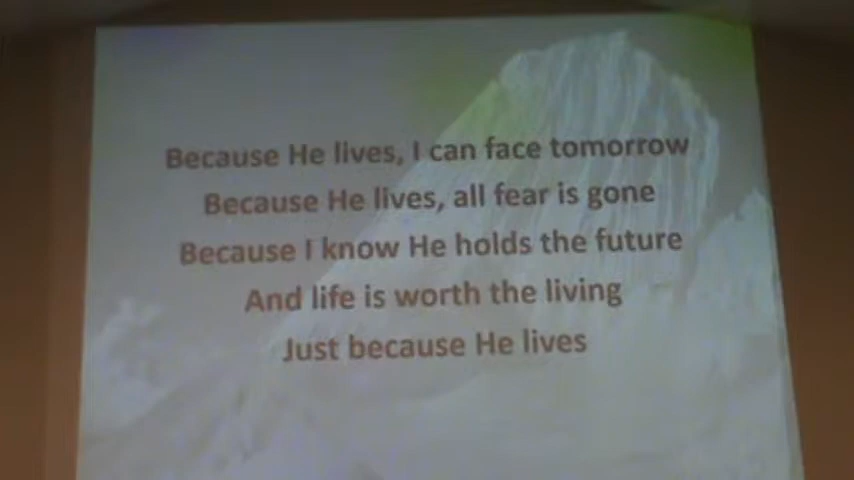 Because He lives, I can face tomorrow
Because He lives, all fear is gone
Because I know He holds the future
And life is worth the living
Just because He lives